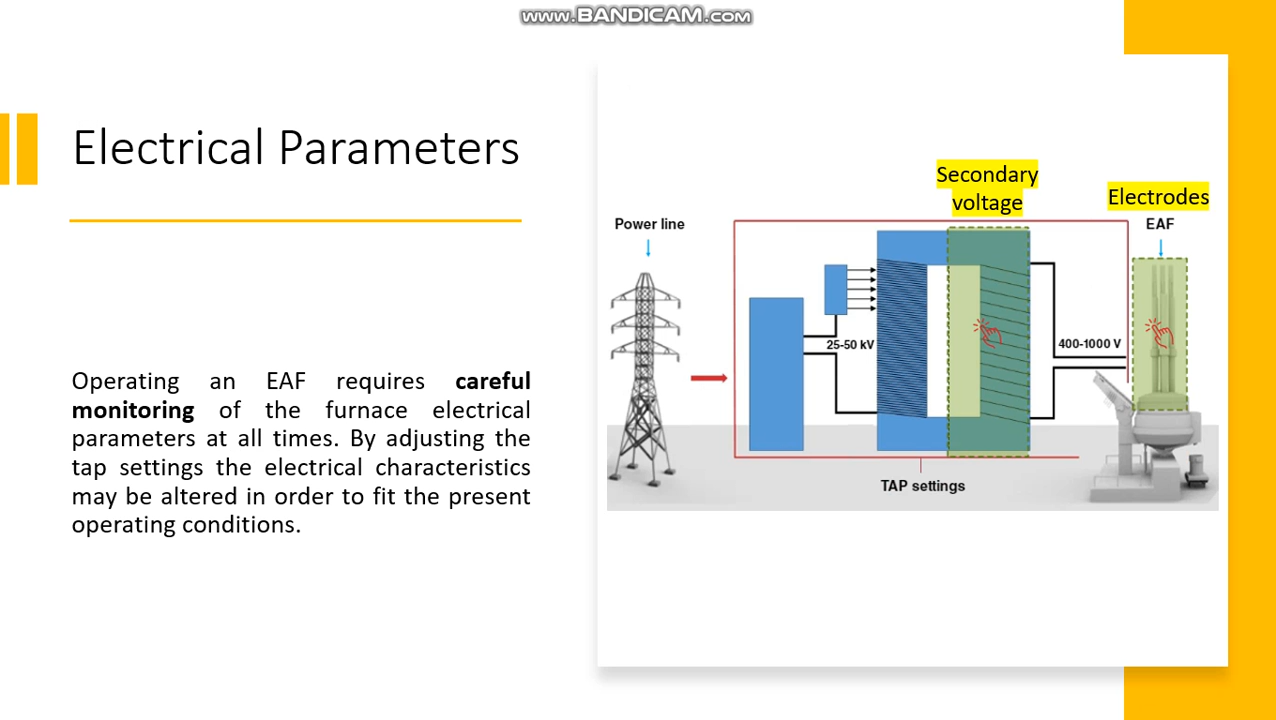 www.BANDICAM.com
Electrical Parameters
Operating an EAF requires careful
monitoring of the furnace electrical
parameters at all times. By adjusting the
tap settings the electrical characteristics
may be altered in order to fit the present
operating conditions.
Secondary
voltage
Electrodes
Power line
EAF
25-50 kV
400-1000 V
TAP settings